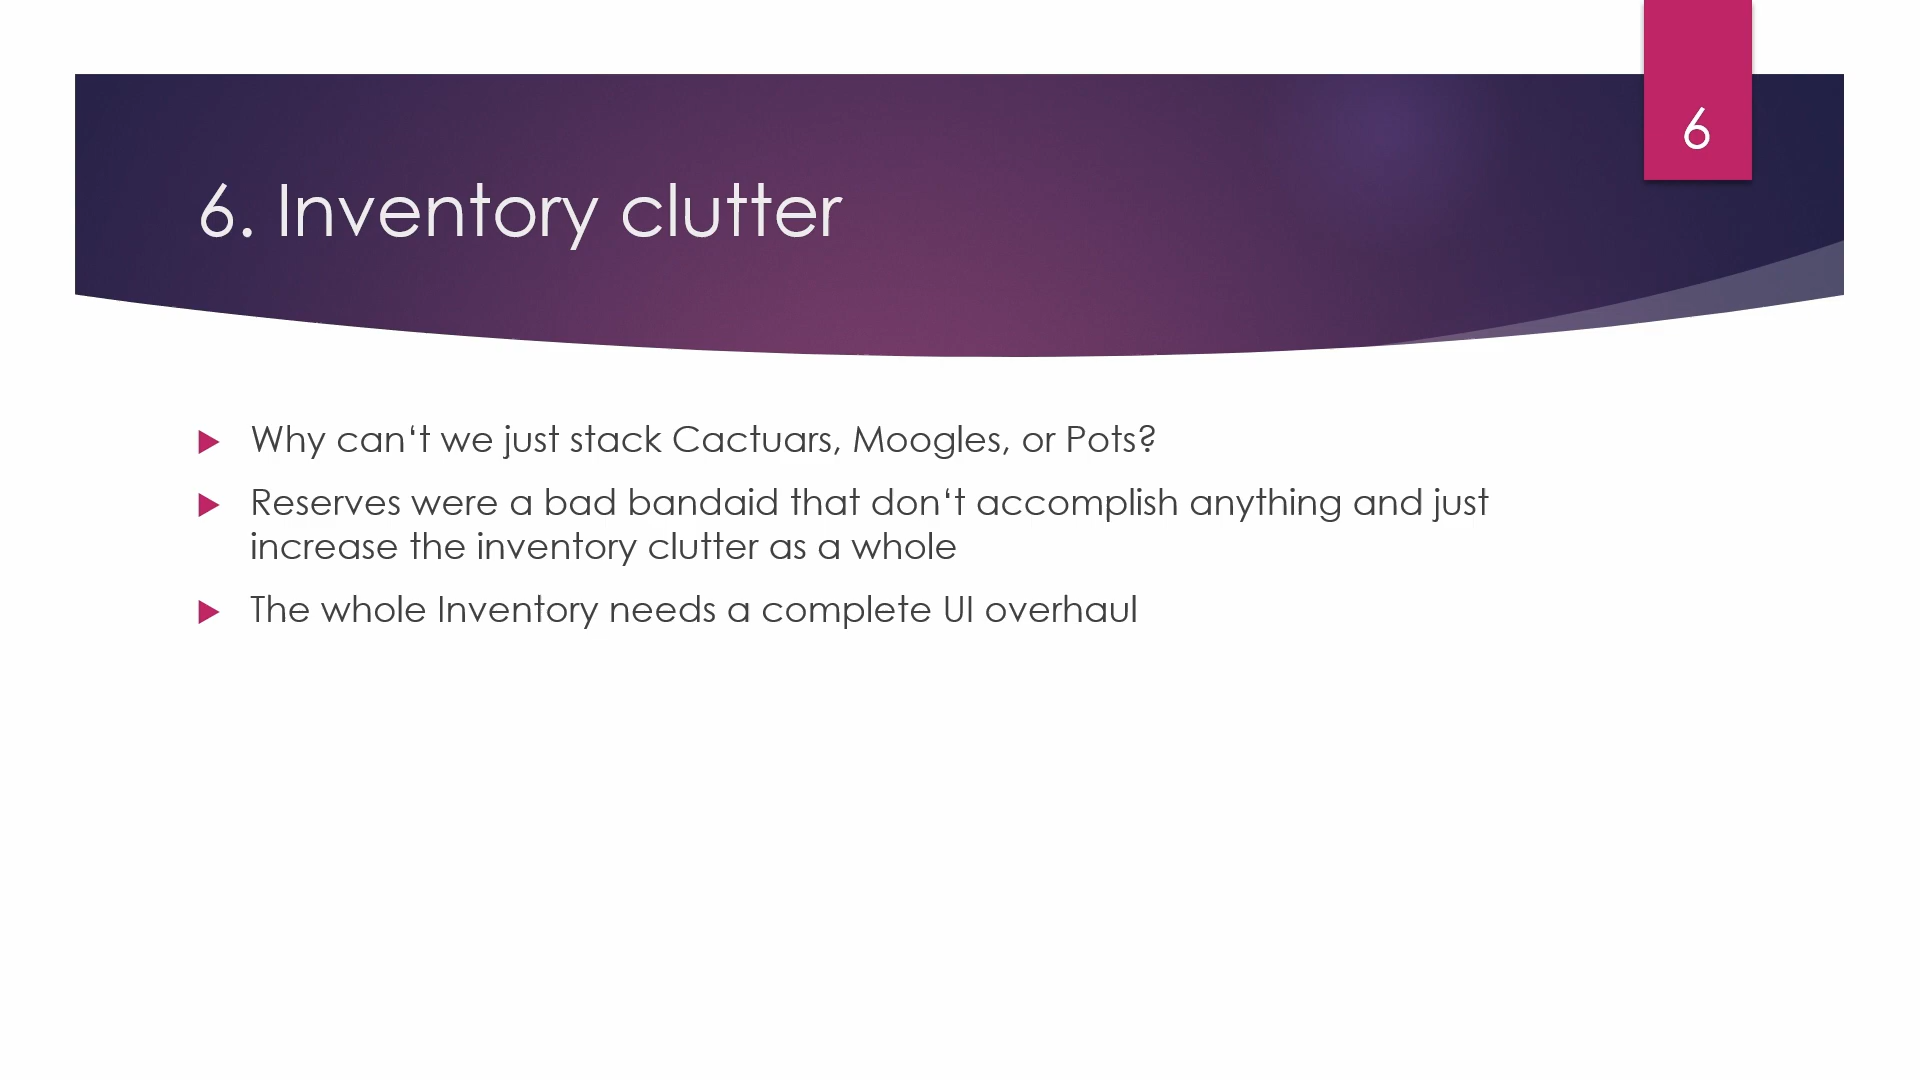 6
6. Inventory clutter
Why can‘t we just stack Cactuars, Moogles, or Pots?
Reserves were a bad bandaid that don‘t accomplish anything and just
increase the inventory clutter as a whole
The whole Inventory needs a complete UI overhaul